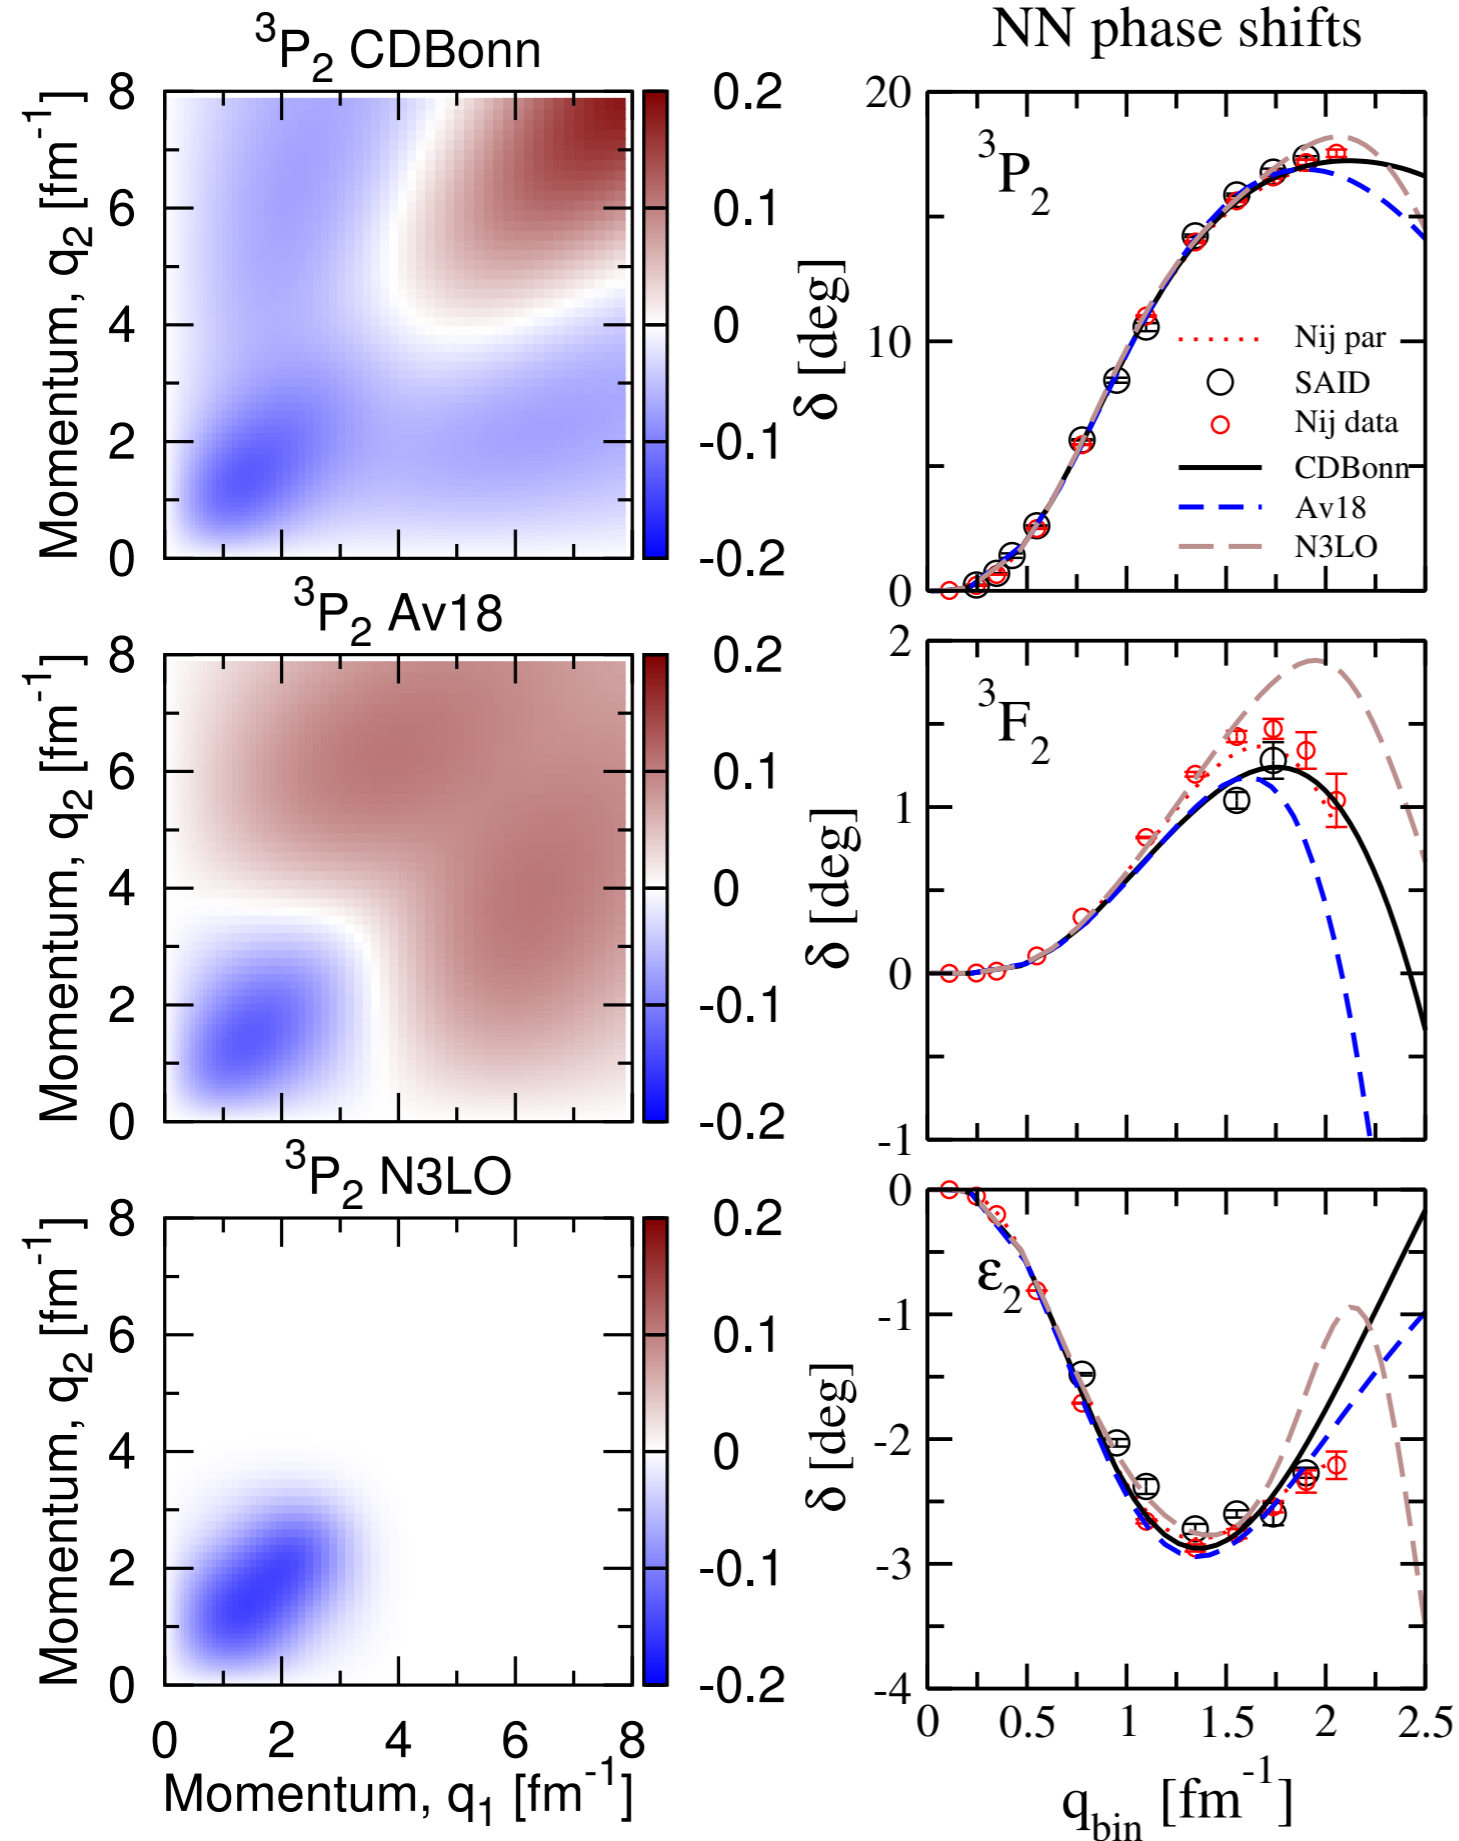 ³P₂ CDBonn
NN phase shifts
8
6
4
2
0
Momentum, q₂ [fm⁻¹]
0.2
0.1
0
-0.1
-0.2
20
10
0
δ [deg]
³P₂
Nij par
SAID
Nij data
CDBonn
Av18
N3LO
³P₂ Av18
8
6
4
2
0
Momentum, q₂ [fm⁻¹]
0.2
0.1
0
-0.1
-0.2
2
1
0
-1
δ [deg]
³F₂
³P₂ N3LO
8
6
4
2
0
Momentum, q₂ [fm⁻¹]
0.2
0.1
0
-0.1
-0.2
0
-1
-2
-3
-4
δ [deg]
ε₂
0 2 4 6 8
Momentum, q₁ [fm⁻¹]
0 0.5 1 1.5 2 2.5
q_bin [fm⁻¹]